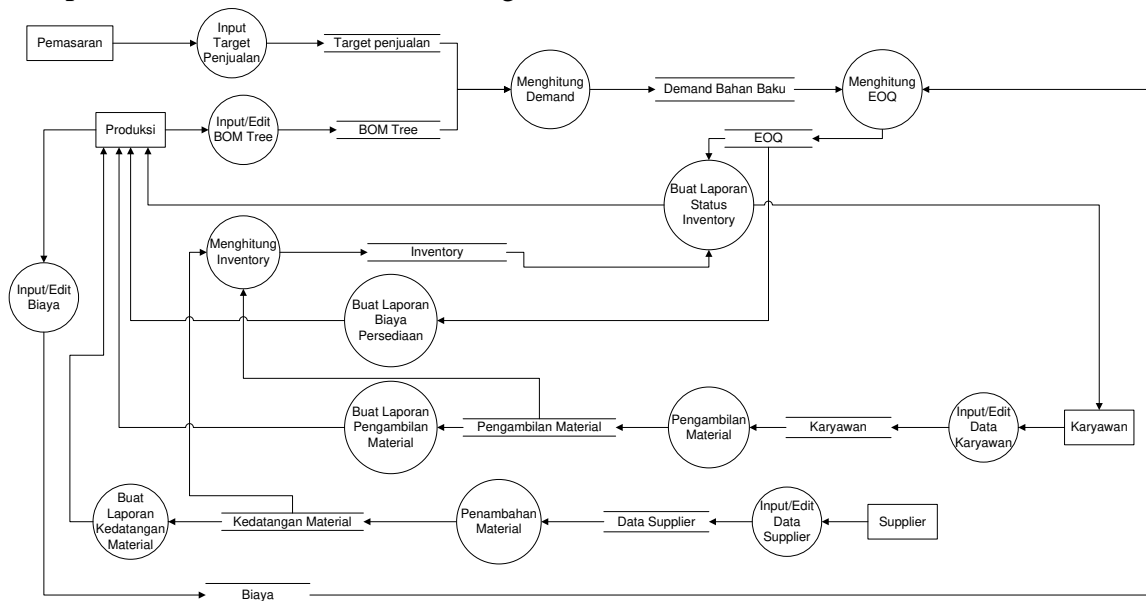 Pemasaran
Input
Target
Penjualan
Target penjualan
Menghitung
Demand
Demand Bahan Baku
Menghitung
EOQ
Produksi
Input/Edit
BOM Tree
BOM Tree
EOQ
Buat Laporan
Status
Inventory
Menghitung
Inventory
Inventory
Input/Edit
Biaya
Buat Laporan
Biaya
Persediaan
Buat Laporan
Pengambilan
Material
Pengambilan Material
Pengambilan
Material
Karyawan
Input/Edit
Data
Karyawan
Karyawan
Buat
Laporan
Kedatangan
Material
Kedatangan Material
Penambahan
Material
Data Supplier
Input/Edit
Data
Supplier
Supplier
Biaya